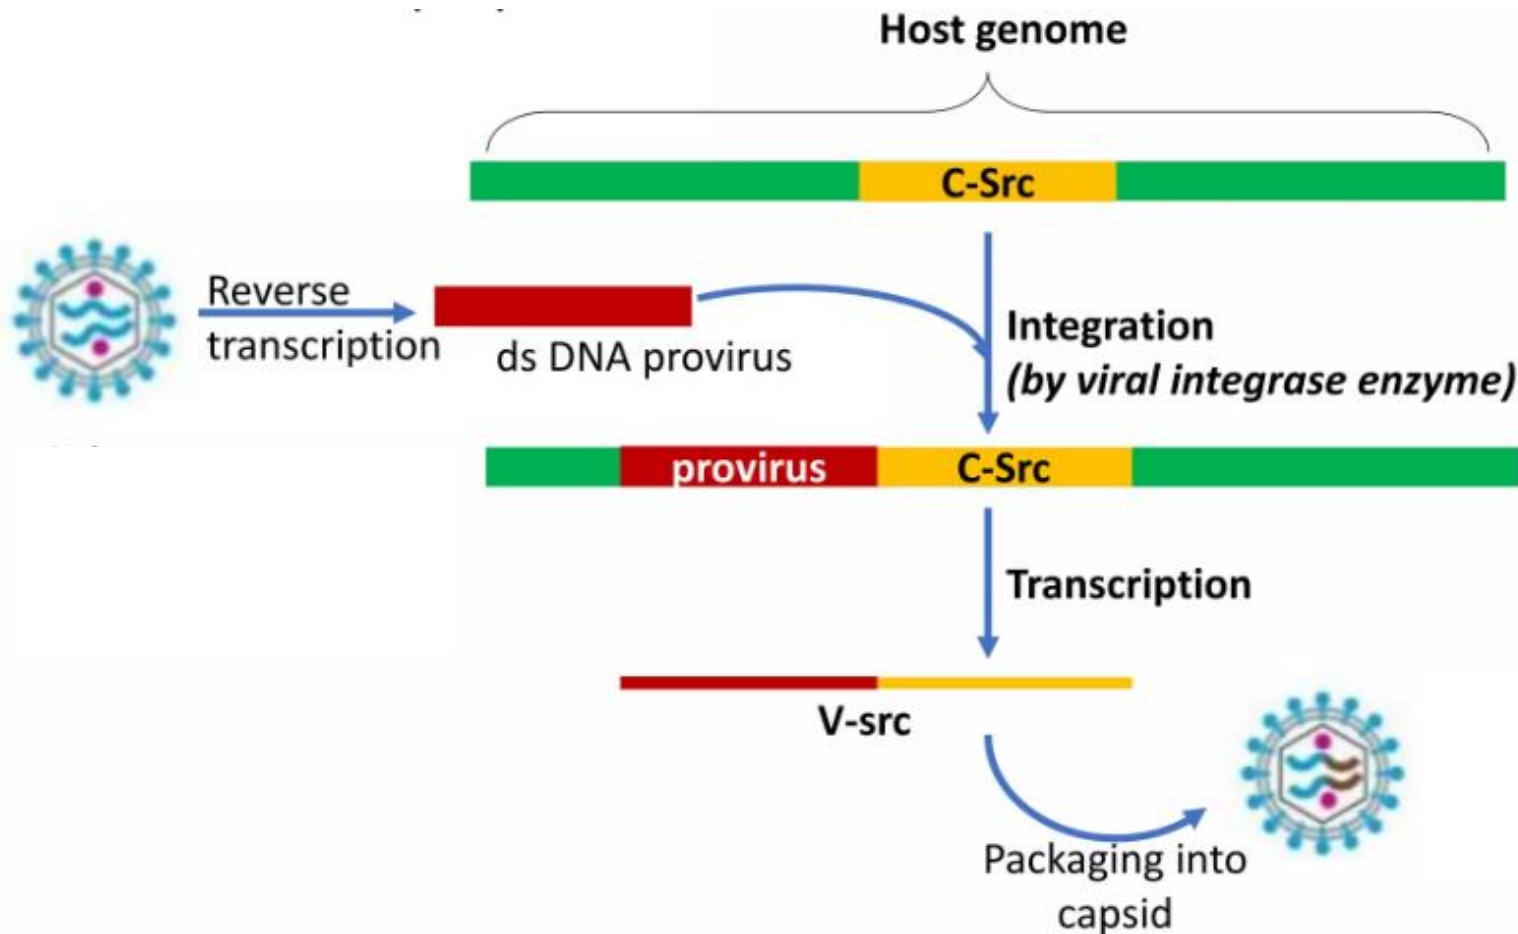 Host genome
C-Src
Reverse
transcription
ds DNA provirus
Integration
(by viral integrase enzyme)
provirus
C-Src
Transcription
V-src
Packaging into
capsid